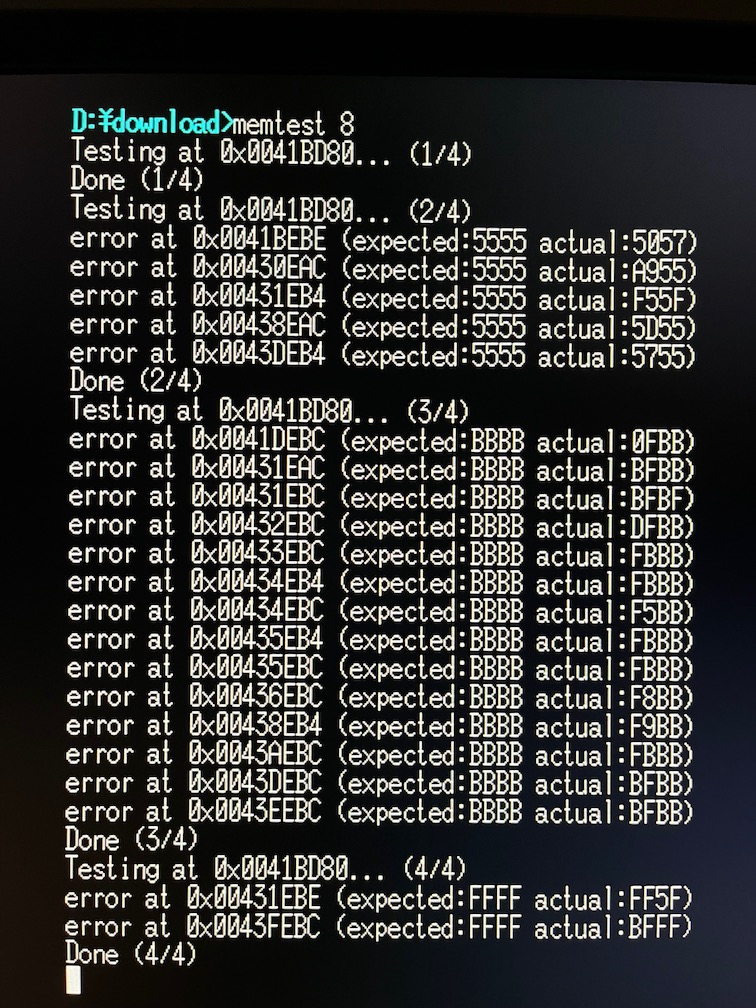 D:¥download>memtest 8
Testing at 0x0041BD80... (1/4)
Done (1/4)
Testing at 0x0041BD80... (2/4)
error at 0x0041BEBE (expected:5555 actual:5057)
error at 0x00430EAC (expected:5555 actual:A955)
error at 0x00431EB4 (expected:5555 actual:F55F)
error at 0x00438EAC (expected:5555 actual:5D55)
error at 0x0043DEB4 (expected:5555 actual:5755)
Done (2/4)
Testing at 0x0041BD80... (3/4)
error at 0x0041DEBC (expected:BBBB actual:0FBB)
error at 0x00431EAC (expected:BBBB actual:BFBB)
error at 0x00431EBC (expected:BBBB actual:BFBF)
error at 0x00432EBC (expected:BBBB actual:DFBB)
error at 0x00433EBC (expected:BBBB actual:FBBB)
error at 0x00434EB4 (expected:BBBB actual:FBBB)
error at 0x00434EBC (expected:BBBB actual:F5BB)
error at 0x00435EB4 (expected:BBBB actual:FBBB)
error at 0x00435EBC (expected:BBBB actual:FBBB)
error at 0x00436EBC (expected:BBBB actual:F8BB)
error at 0x00438EB4 (expected:BBBB actual:F9BB)
error at 0x0043AEBC (expected:BBBB actual:FBBB)
error at 0x0043DEBC (expected:BBBB actual:BFBB)
error at 0x0043EEBC (expected:BBBB actual:BFBB)
Done (3/4)
Testing at 0x0041BD80... (4/4)
error at 0x00431EBE (expected:FFFF actual:FF5F)
error at 0x0043FEBC (expected:FFFF actual:BFFF)
Done (4/4)